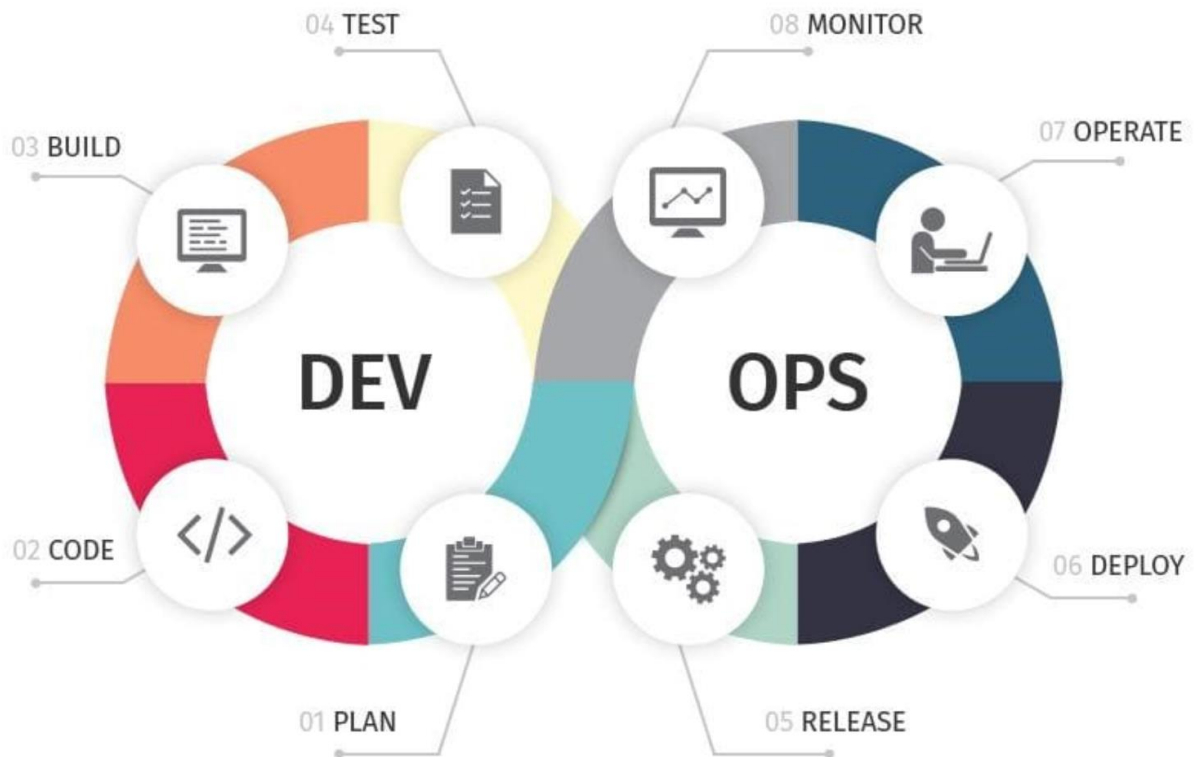 04 TEST
08 MONITOR
03 BUILD
07 OPERATE
DEV
OPS
02 CODE
06 DEPLOY
01 PLAN
05 RELEASE